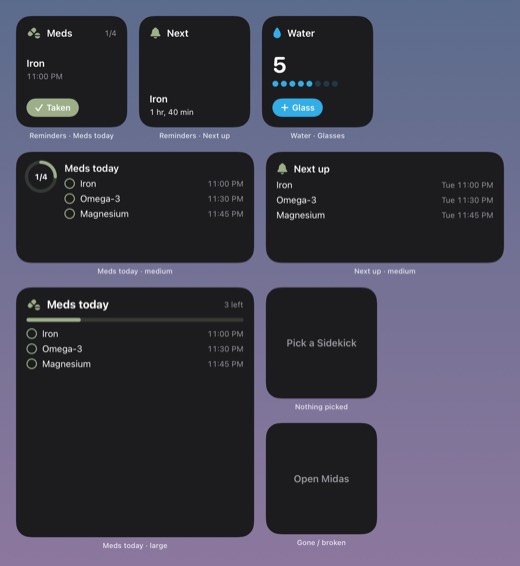 Meds 1/4
Iron
11:00 PM
Taken
Reminders · Meds today
Next
Iron
1 hr, 40 min
Reminders · Next up
Water
5
+ Glass
Water · Glasses
1/4
Meds today
Iron 11:00 PM
Omega-3 11:30 PM
Magnesium 11:45 PM
Meds today · medium
Next up
Iron Tue 11:00 PM
Omega-3 Tue 11:30 PM
Magnesium Tue 11:45 PM
Next up · medium
Meds today 3 left
Iron 11:00 PM
Omega-3 11:30 PM
Magnesium 11:45 PM
Meds today · large
Pick a Sidekick
Nothing picked
Open Midas
Gone / broken